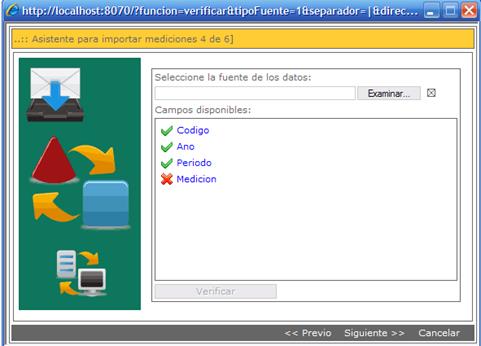 http://localhost:8070/?funcion=verificar&tipoFuente=1&separador=|&direc...
..:: Asistente para importar mediciones 4 de 6]
Seleccione la fuente de los datos:
Examinar...
Campos disponibles:
Codigo
Ano
Periodo
Medicion
Verificar
<< Previo Siguiente >> Cancelar